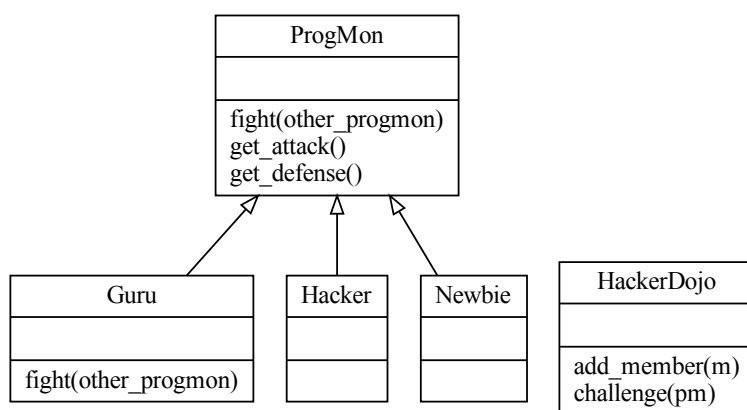 ProgMon
fight(other_progmon)
get_attack()
get_defense()
Guru
fight(other_progmon)
Hacker
Newbie
HackerDojo
add_member(m)
challenge(pm)